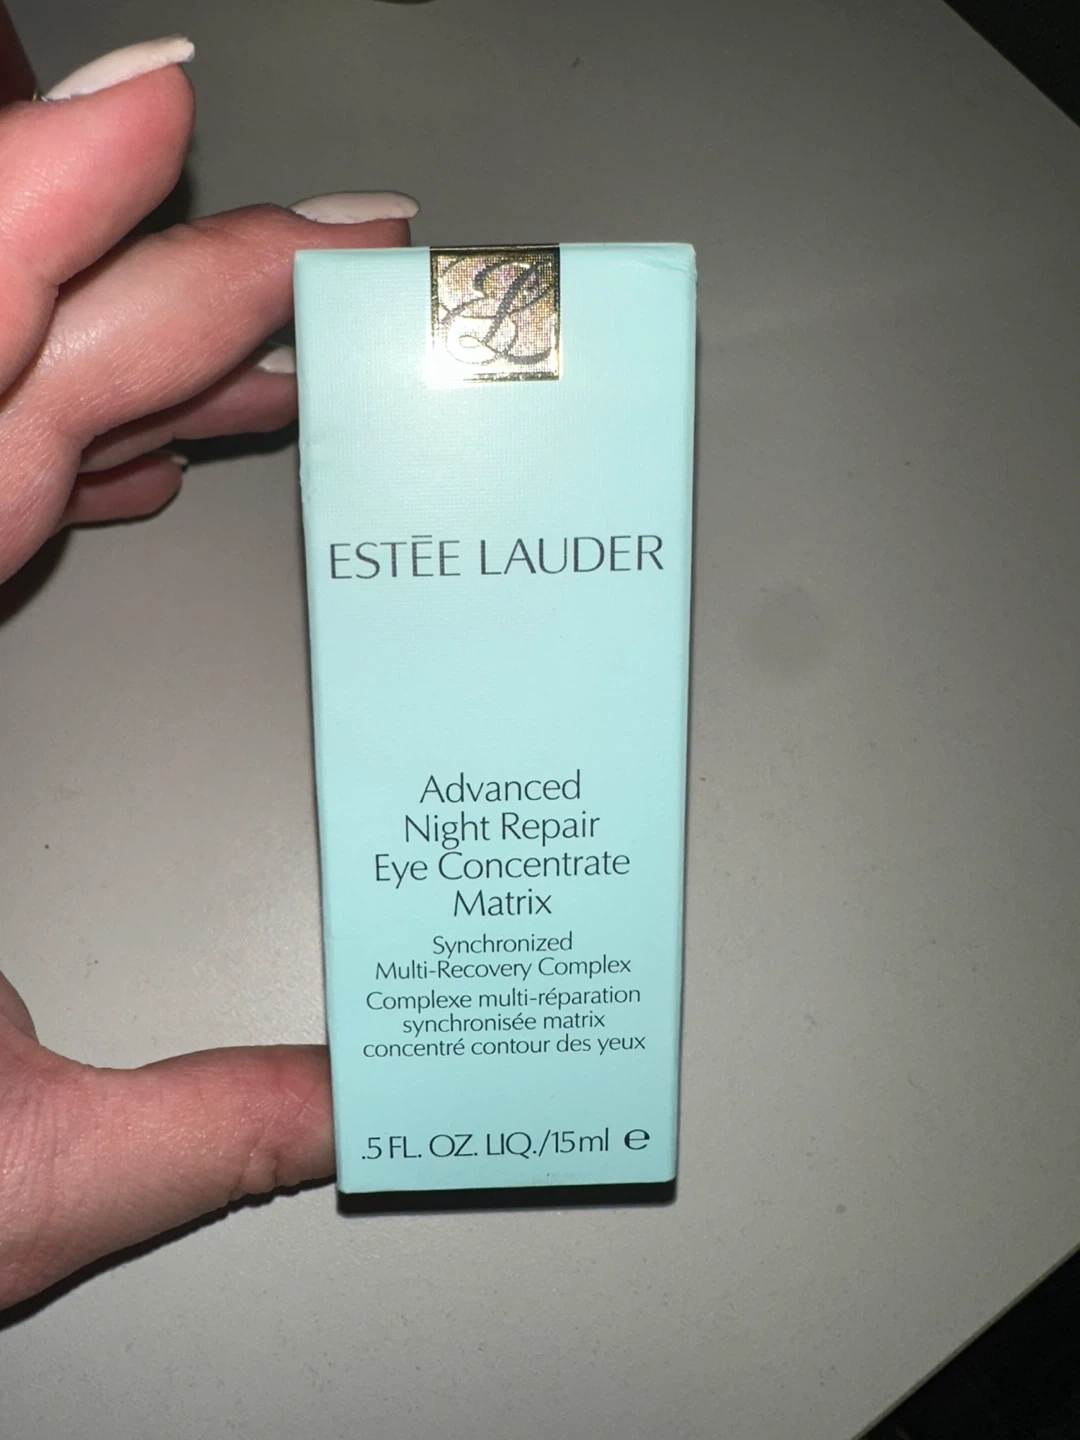 ESTĒE LAUDER
Advanced
Night Repair
Eye Concentrate
Matrix
Synchronized
Multi-Recovery Complex
Complexe multi-réparation
synchronisée matrix
concentré contour des yeux
.5 FL. OZ. LIQ./15ml ℮